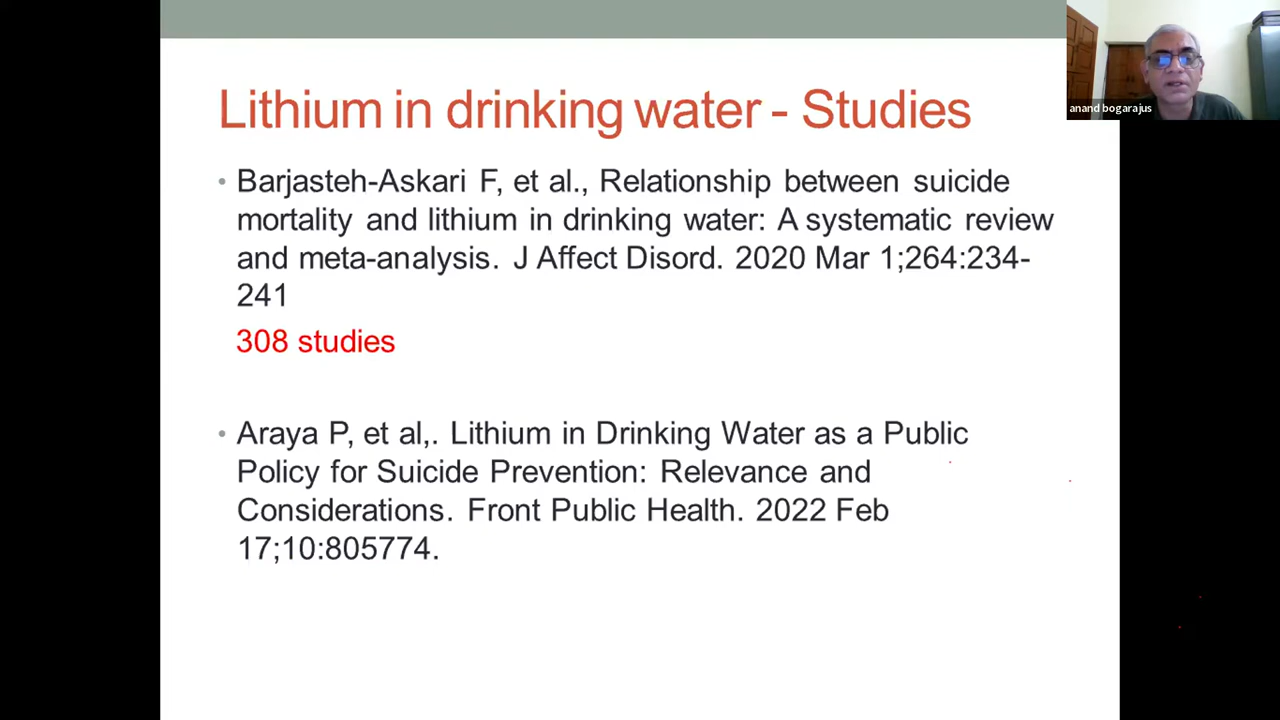 Lithium in drinking water - Studies
anand bogarajus
• Barjasteh-Askari F, et al., Relationship between suicide
mortality and lithium in drinking water: A systematic review
and meta-analysis. J Affect Disord. 2020 Mar 1;264:234-
241
308 studies
• Araya P, et al,. Lithium in Drinking Water as a Public
Policy for Suicide Prevention: Relevance and
Considerations. Front Public Health. 2022 Feb
17;10:805774.